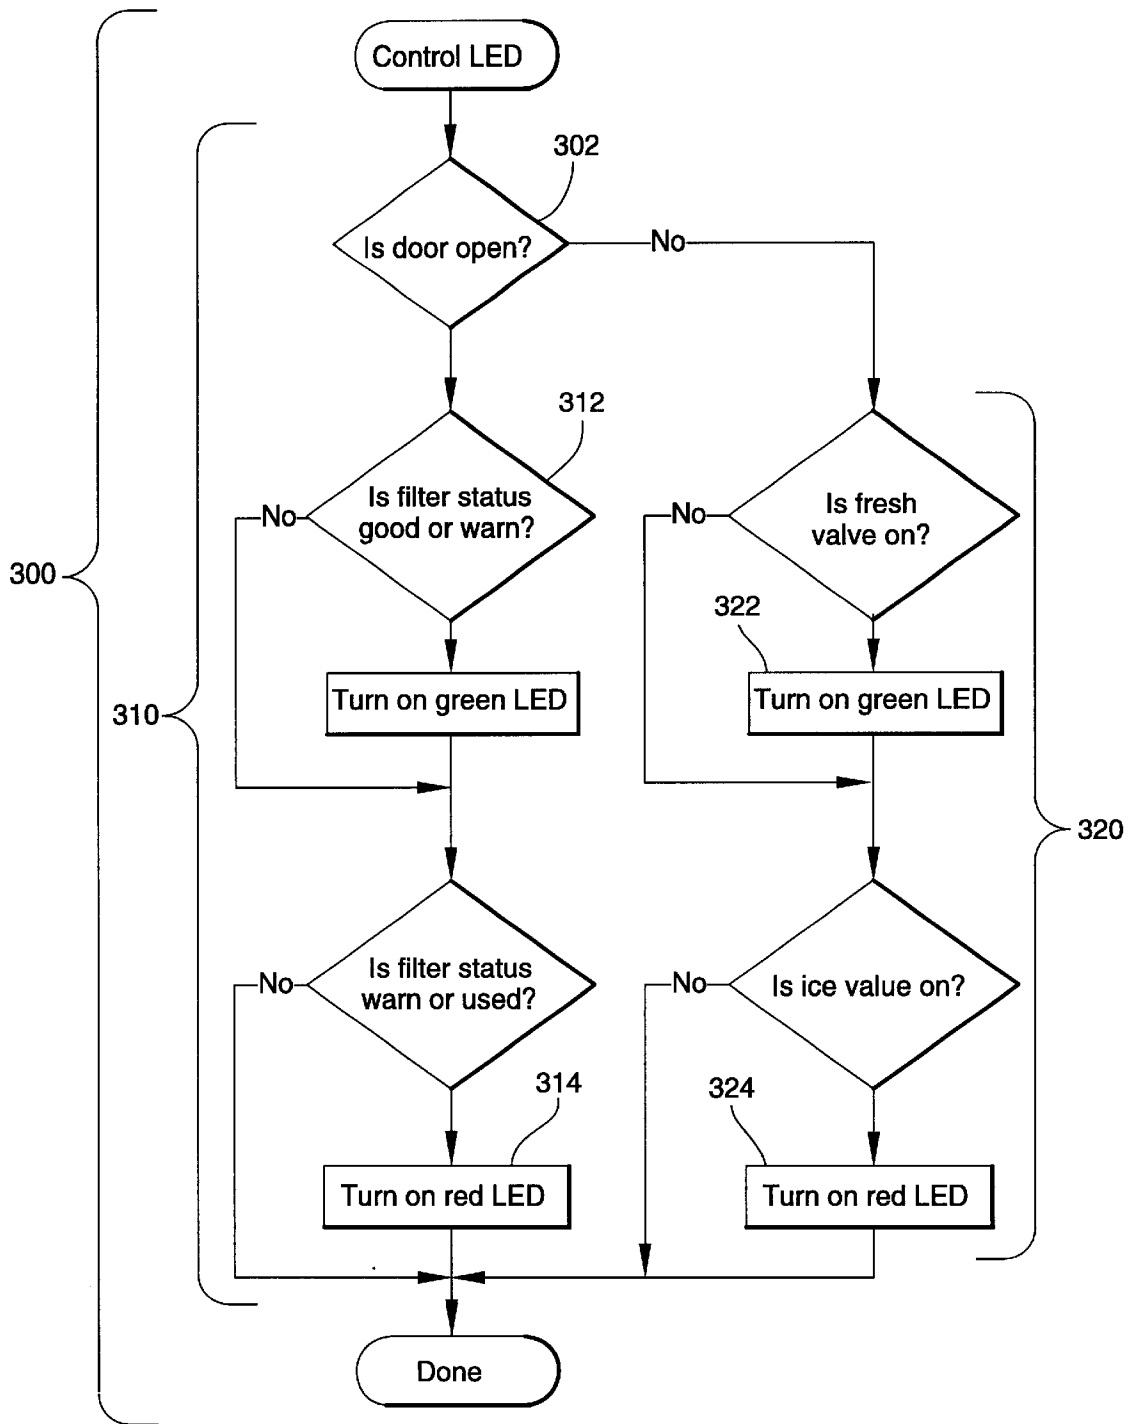 Control LED
302
Is door open?
No
312
Is filter status
good or warn?
No
Is fresh
valve on?
No
300
322
Turn on green LED
Turn on green LED
310
320
Is filter status
warn or used?
No
Is ice value on?
No
314
324
Turn on red LED
Turn on red LED
Done